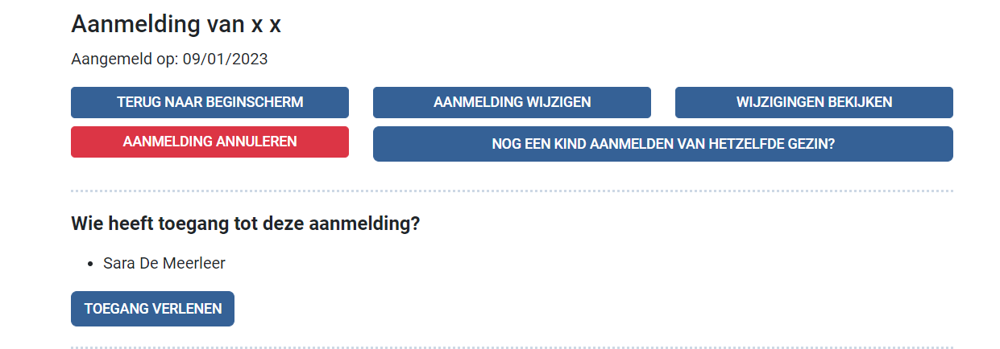 Aanmelding van x x
Aangemeld op: 09/01/2023
TERUG NAAR BEGINSCHERM
AANMELDING WIJZIGEN
WIJZIGINGEN BEKIJKEN
AANMELDING ANNULEREN
NOG EEN KIND AANMELDEN VAN HETZELFDE GEZIN?
Wie heeft toegang tot deze aanmelding?
• Sara De Meerleer
TOEGANG VERLENEN